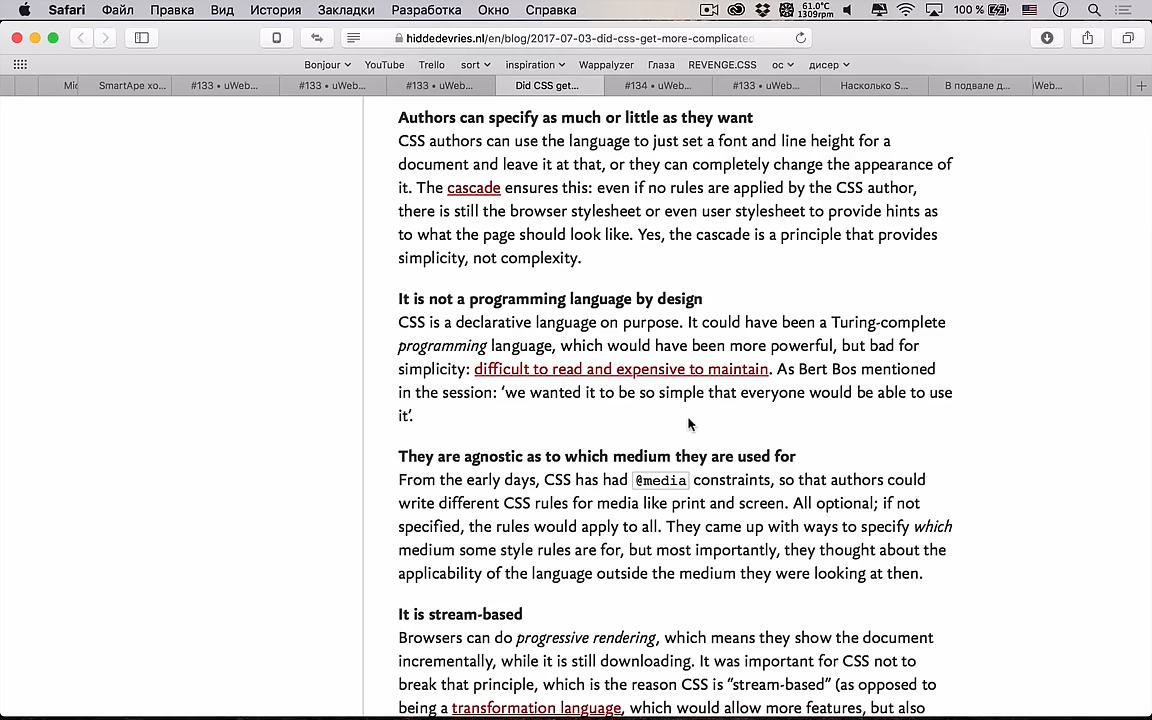 Safari Файл Правка Вид История Закладки Разработка Окно Справка 61.0°C 1309rpm 100 %
hiddedevries.nl/en/blog/2017-07-03-did-css-get-more-complicated
Bonjour YouTube Trello sort inspiration Wappalyzer Глаза REVENGE.CSS ос дисер
Mic SmartApe хо... #133 • uWeb... #133 • uWeb... #133 • uWeb... Did CSS get... #134 • uWeb... #133 • uWeb... Насколько S... В подвале д... Web...
Authors can specify as much or little as they want
CSS authors can use the language to just set a font and line height for a
document and leave it at that, or they can completely change the appearance of
it. The cascade ensures this: even if no rules are applied by the CSS author,
there is still the browser stylesheet or even user stylesheet to provide hints as
to what the page should look like. Yes, the cascade is a principle that provides
simplicity, not complexity.
It is not a programming language by design
CSS is a declarative language on purpose. It could have been a Turing-complete
programming language, which would have been more powerful, but bad for
simplicity: difficult to read and expensive to maintain. As Bert Bos mentioned
in the session: ‘we wanted it to be so simple that everyone would be able to use
it’.
They are agnostic as to which medium they are used for
From the early days, CSS has had @media constraints, so that authors could
write different CSS rules for media like print and screen. All optional; if not
specified, the rules would apply to all. They came up with ways to specify which
medium some style rules are for, but most importantly, they thought about the
applicability of the language outside the medium they were looking at then.
It is stream-based
Browsers can do progressive rendering, which means they show the document
incrementally, while it is still downloading. It was important for CSS not to
break that principle, which is the reason CSS is “stream-based” (as opposed to
being a transformation language, which would allow more features, but also